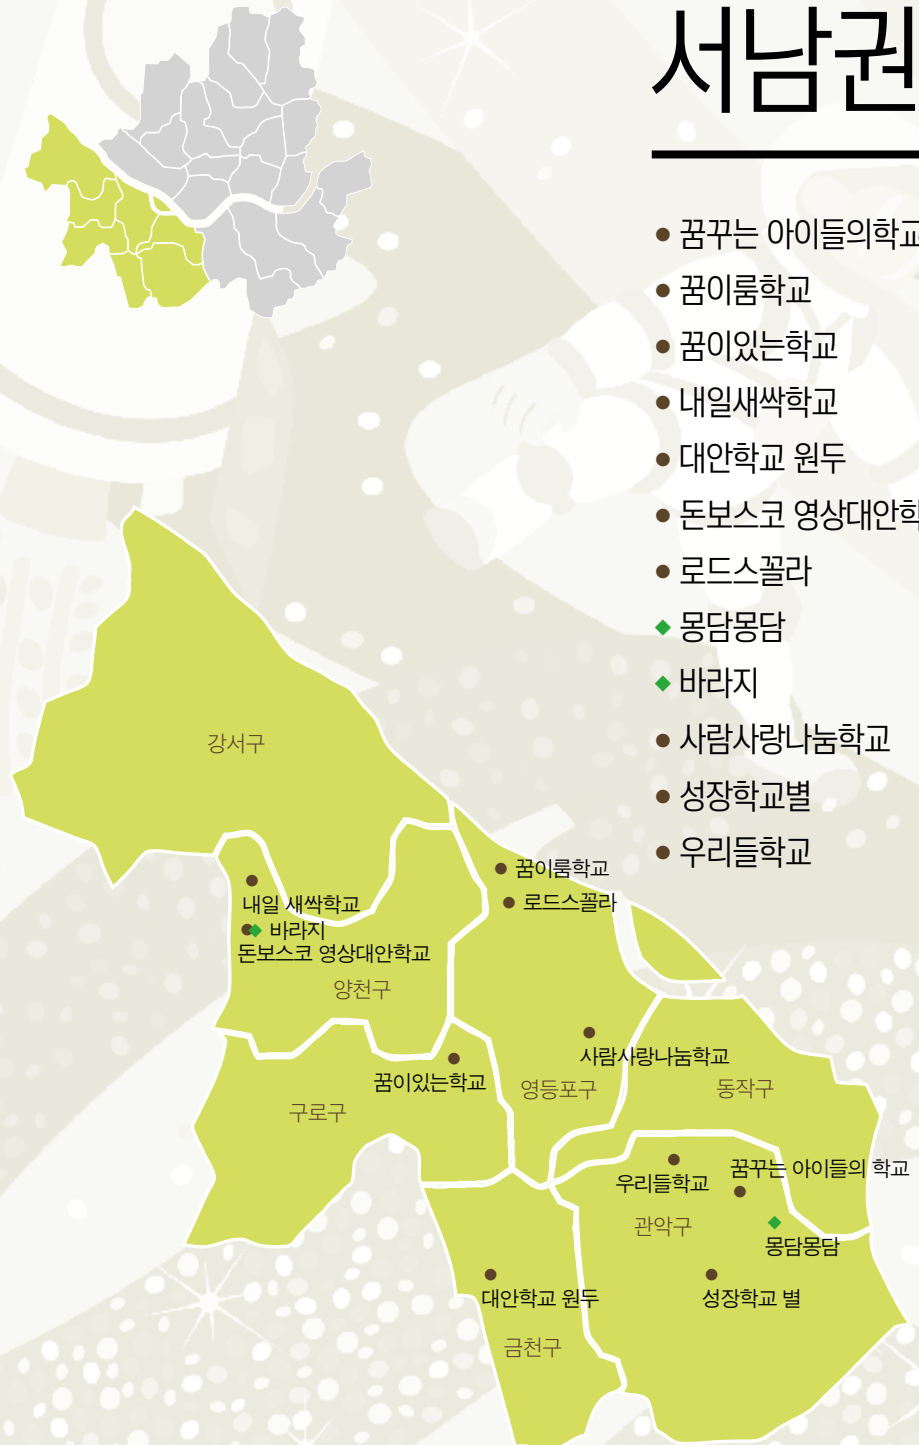 서남권
꿈꾸는 아이들의학교
꿈이룸학교
꿈이있는학교
내일새싹학교
대안학교 원두
돈보스코 영상대안학
로드스꼴라
몽담몽담
바라지
사람사랑나눔학교
성장학교별
우리들학교
강서구
꿈이룸학교
로드스꼴라
내일 새싹학교
바라지
돈보스코 영상대안학교
양천구
사람사랑나눔학교
꿈이있는학교
영등포구
동작구
구로구
꿈꾸는 아이들의 학교
우리들학교
관악구
몽담몽담
대안학교 원두
성장학교 별
금천구